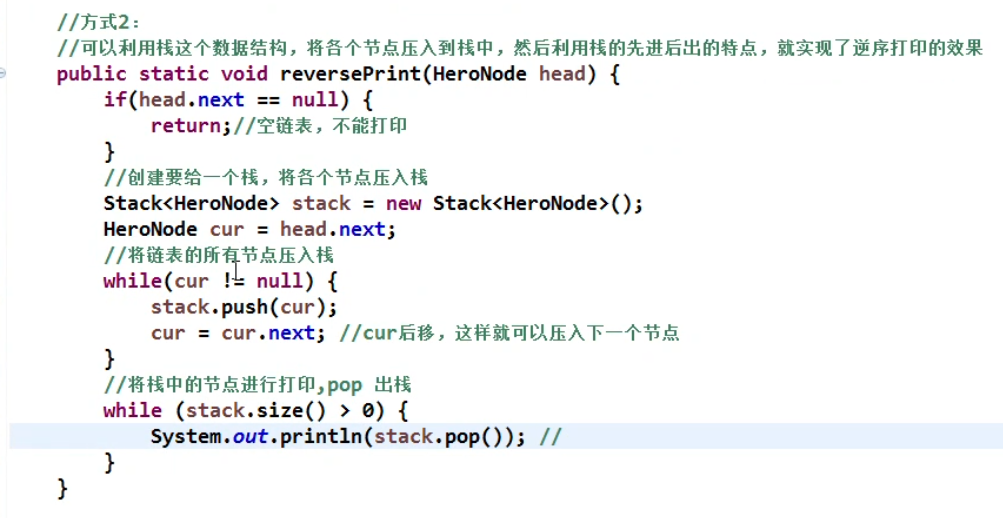 //方式2：
//可以利用栈这个数据结构，将各个节点压入到栈中，然后利用栈的先进后出的特点，就实现了逆序打印的效果
public static void reversePrint(HeroNode head) {
if(head.next == null) {
return;//空链表，不能打印
}
//创建要给一个栈，将各个节点压入栈
Stack<HeroNode> stack = new Stack<HeroNode>();
HeroNode cur = head.next;
//将链表的所有节点压入栈
while(cur != null) {
stack.push(cur);
cur = cur.next; //cur后移，这样就可以压入下一个节点
}
//将栈中的节点进行打印,pop 出栈
while (stack.size() > 0) {
System.out.println(stack.pop()); //
}
}